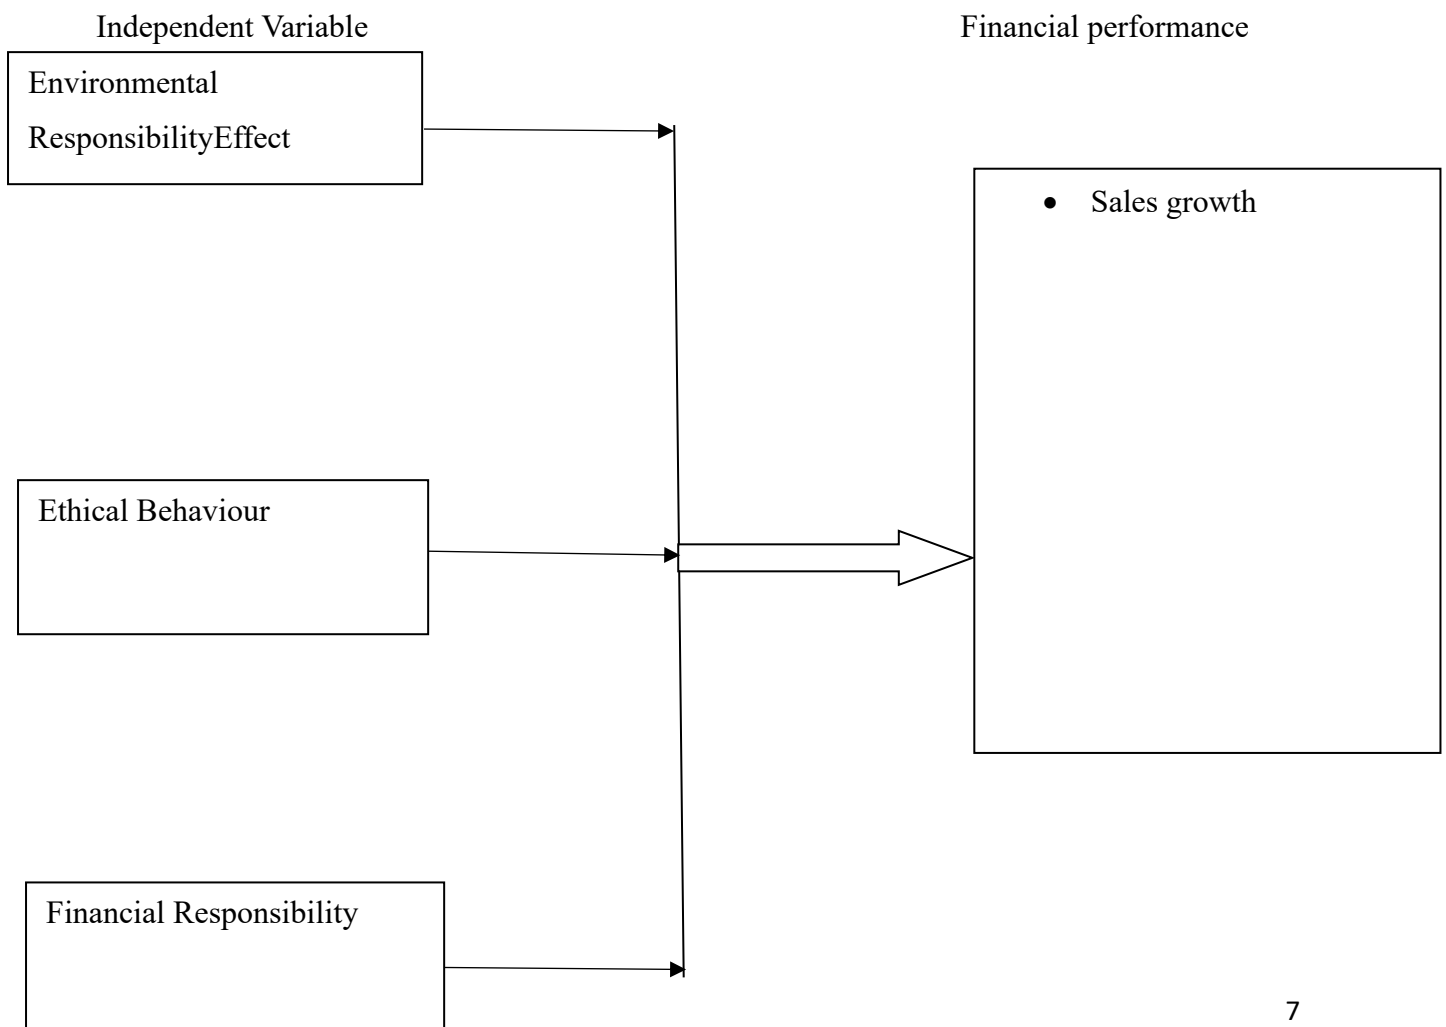 Independent Variable
Financial performance
Environmental
ResponsibilityEffect
• Sales growth
Ethical Behaviour
Financial Responsibility
7